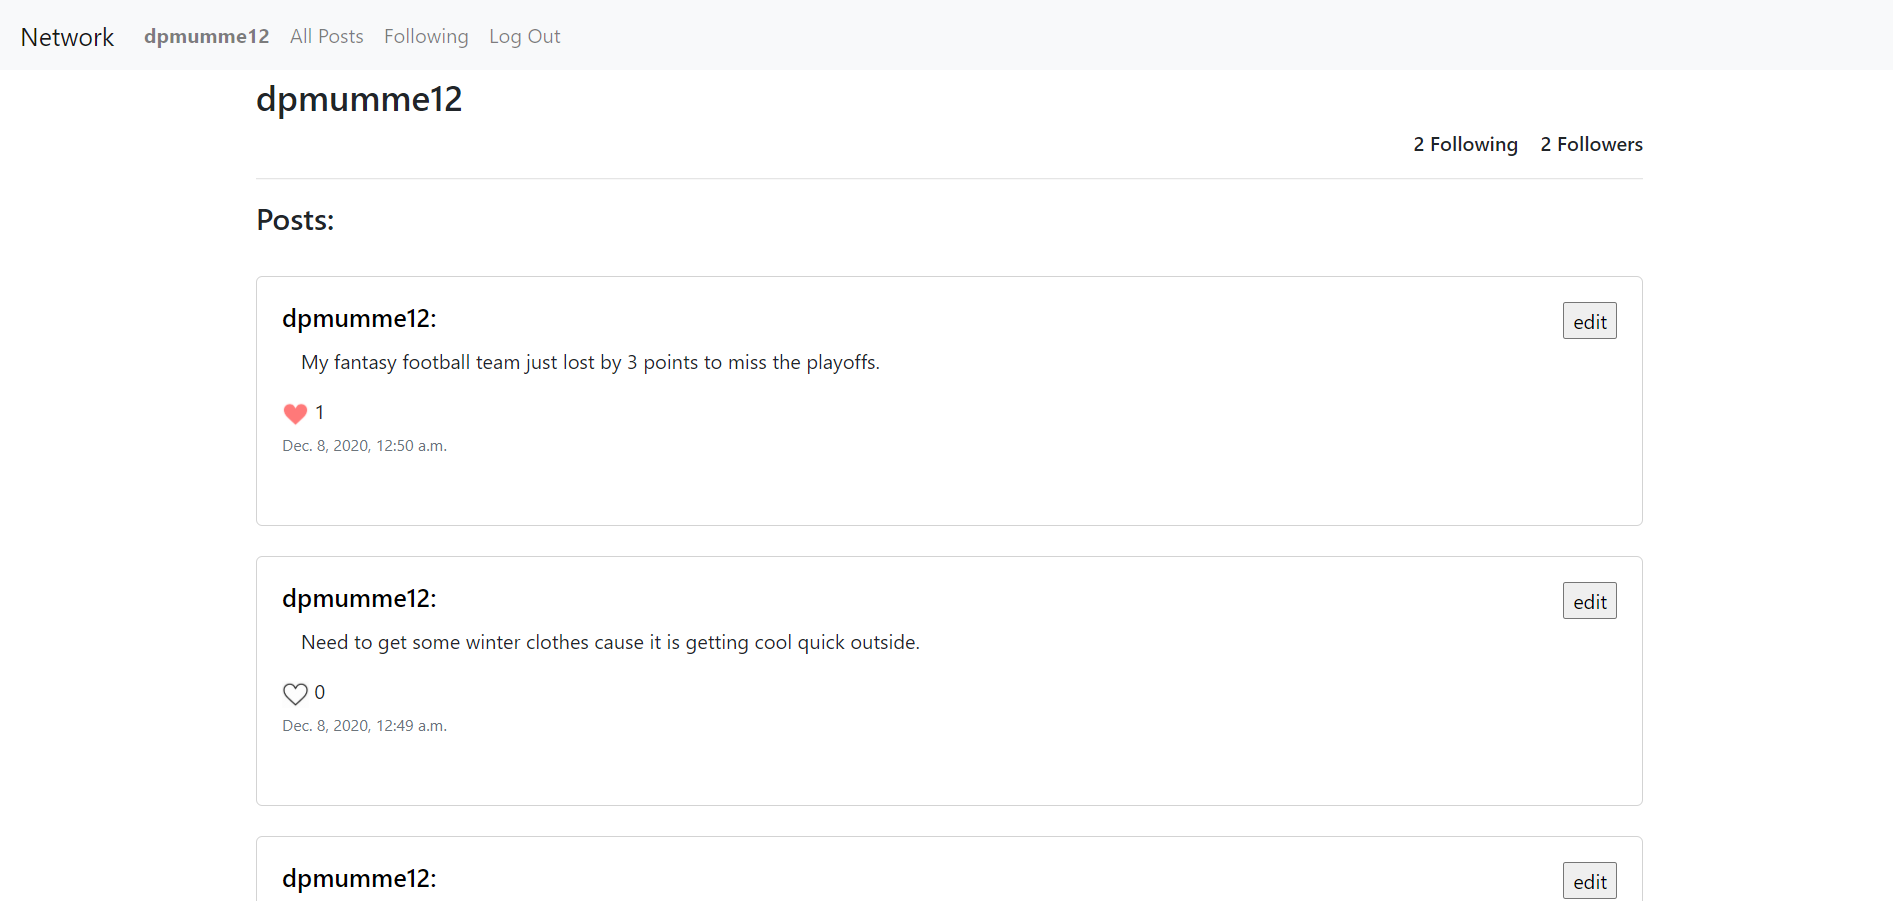 Network dpmumme12 All Posts Following Log Out
dpmumme12
2 Following 2 Followers
Posts:
dpmumme12:
edit
My fantasy football team just lost by 3 points to miss the playoffs.
1
Dec. 8, 2020, 12:50 a.m.
dpmumme12:
edit
Need to get some winter clothes cause it is getting cool quick outside.
0
Dec. 8, 2020, 12:49 a.m.
dpmumme12:
edit